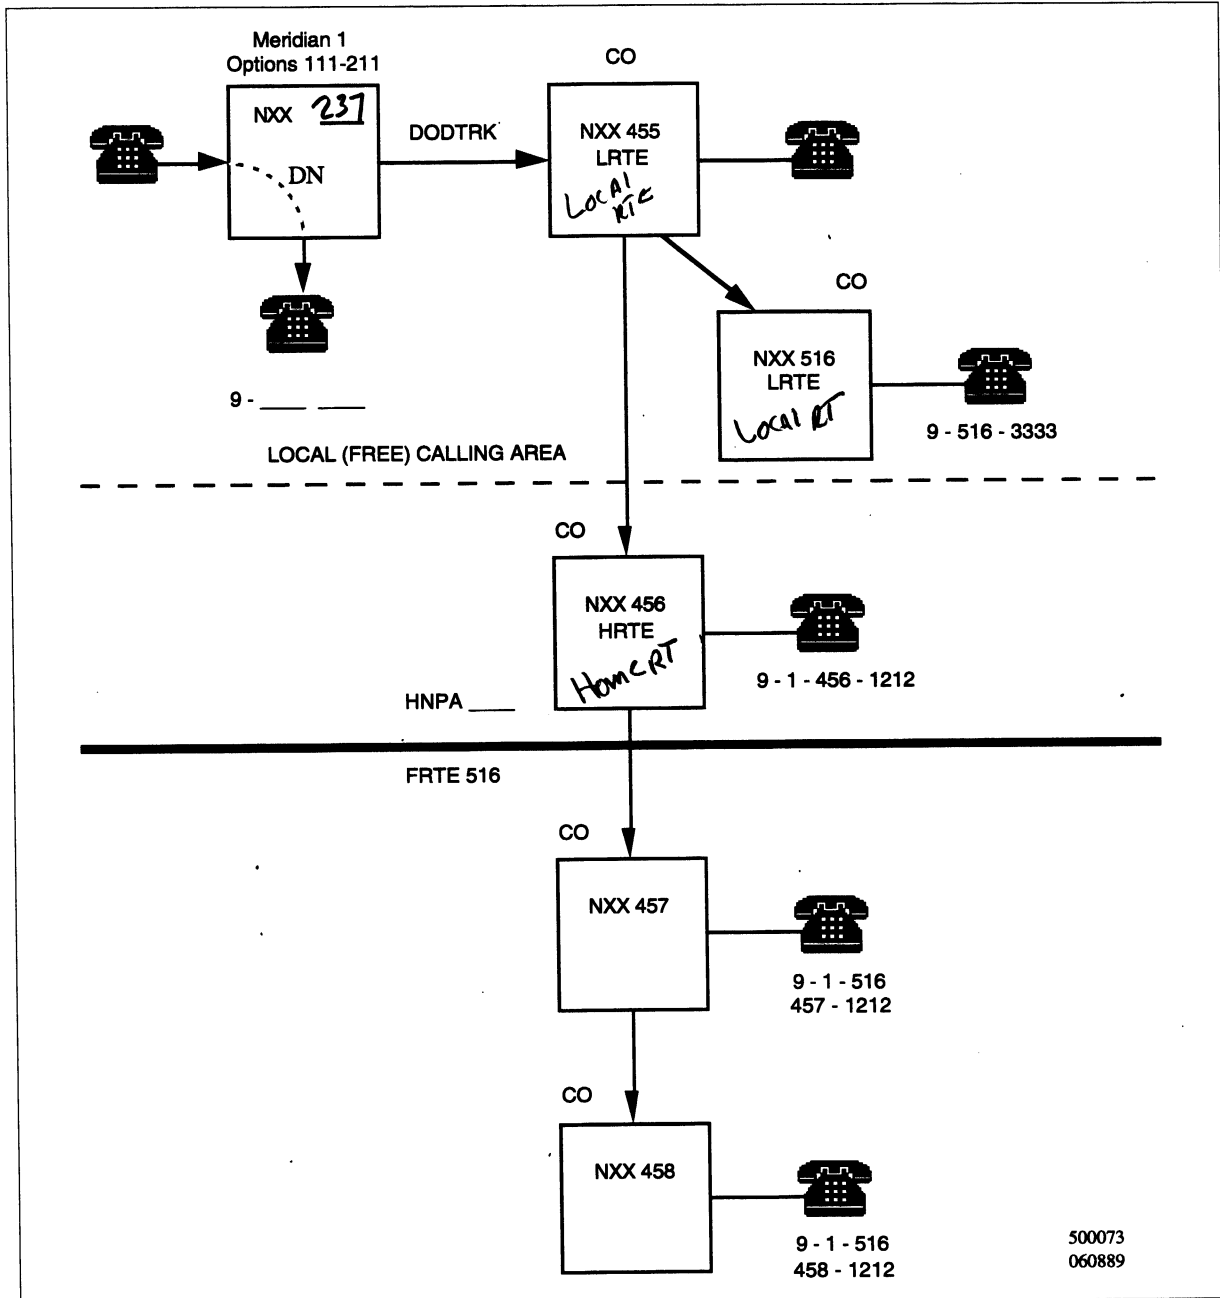 Meridian 1
Options 111-211
NXX 237
DN
DODTRK
CO
NXX 455
LRTE
Local
RTE
CO
NXX 516
LRTE
Local RT
9 - 516 - 3333
9 - ____ ____
LOCAL (FREE) CALLING AREA
CO
NXX 456
HRTE
Home RT
9 - 1 - 456 - 1212
HNPA ____
FRTE 516
CO
NXX 457
9 - 1 - 516
457 - 1212
CO
NXX 458
9 - 1 - 516
458 - 1212
500073
060889